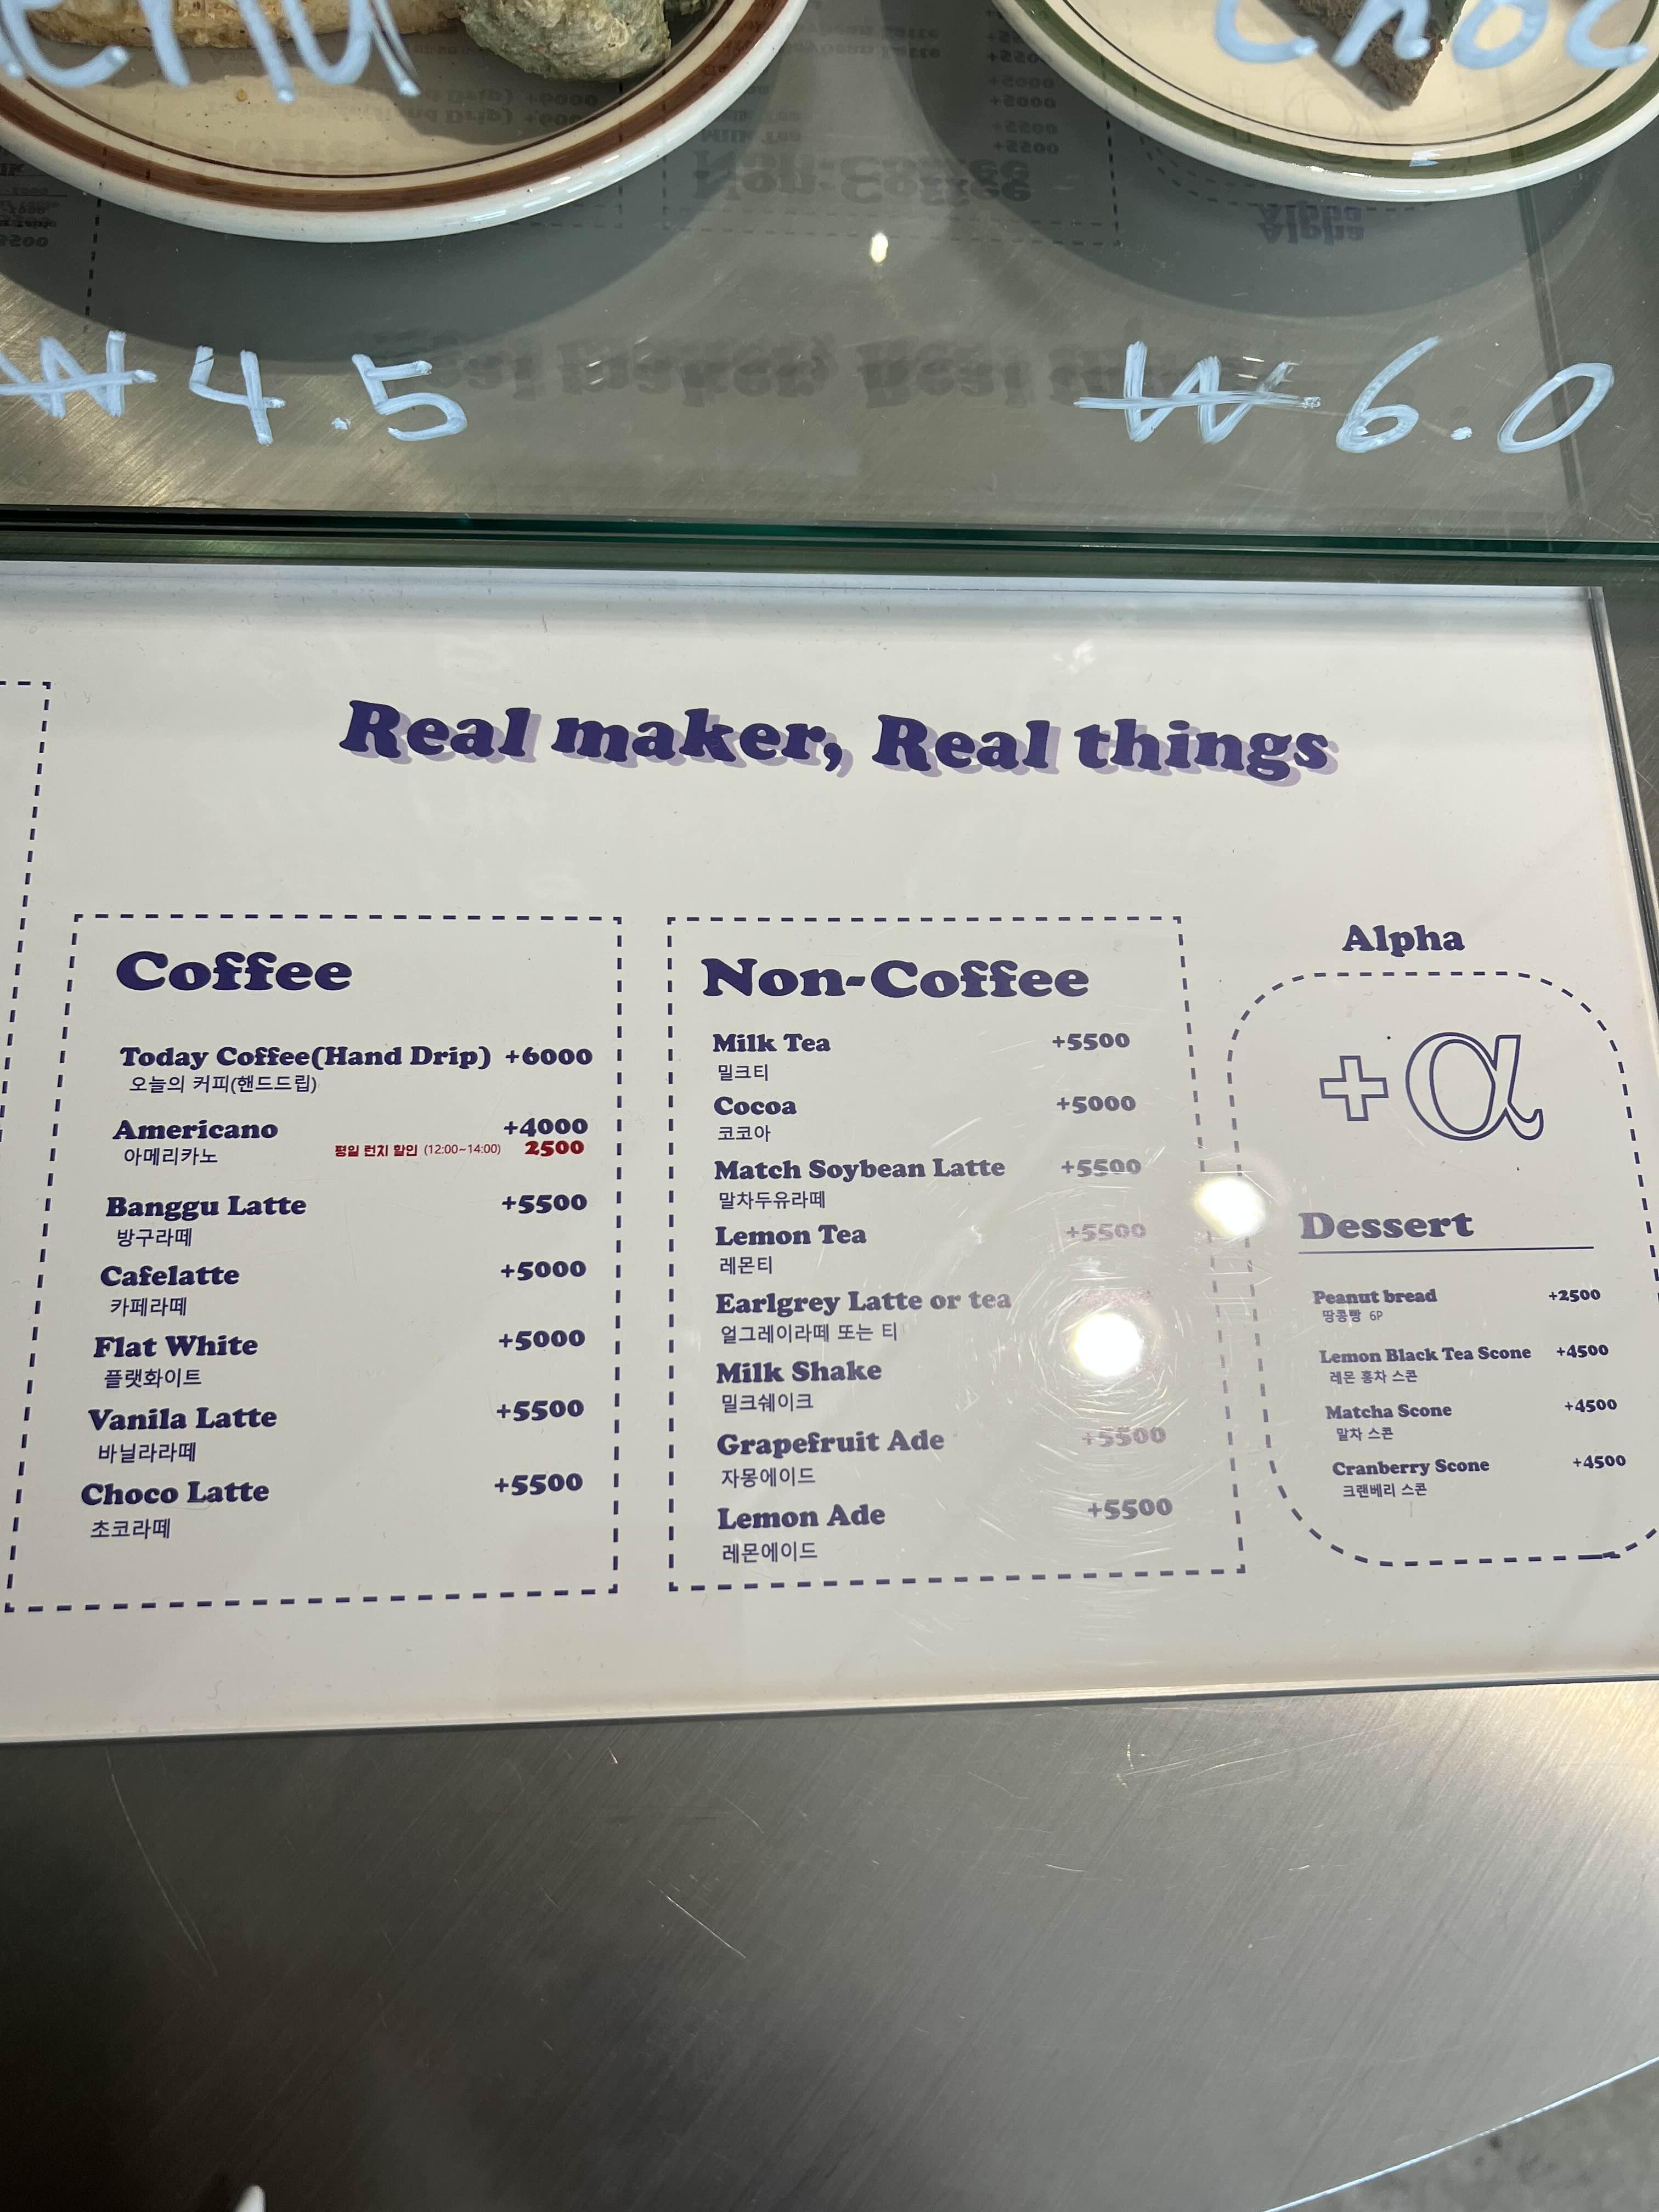 ₩4.5
₩6.0
Real maker, Real things
Coffee
Today Coffee(Hand Drip) +6000
오늘의 커피(핸드드립)
Americano +4000
아메리카노 평일 런치 할인 (12:00~14:00) 2500
Banggu Latte +5500
방구라떼
Cafelatte +5000
카페라떼
Flat White +5000
플랫화이트
Vanila Latte +5500
바닐라라떼
Choco Latte +5500
초코라떼
Non-Coffee
Milk Tea +5500
밀크티
Cocoa +5000
코코아
Match Soybean Latte +5500
말차두유라떼
Lemon Tea +5500
레몬티
Earlgrey Latte or tea
얼그레이라떼 또는 티
Milk Shake
밀크쉐이크
Grapefruit Ade +5500
자몽에이드
Lemon Ade +5500
레몬에이드
Alpha
+α
Dessert
Peanut bread +2500
땅콩빵 6P
Lemon Black Tea Scone +4500
레몬 홍차 스콘
Matcha Scone +4500
말차 스콘
Cranberry Scone +4500
크랜베리 스콘